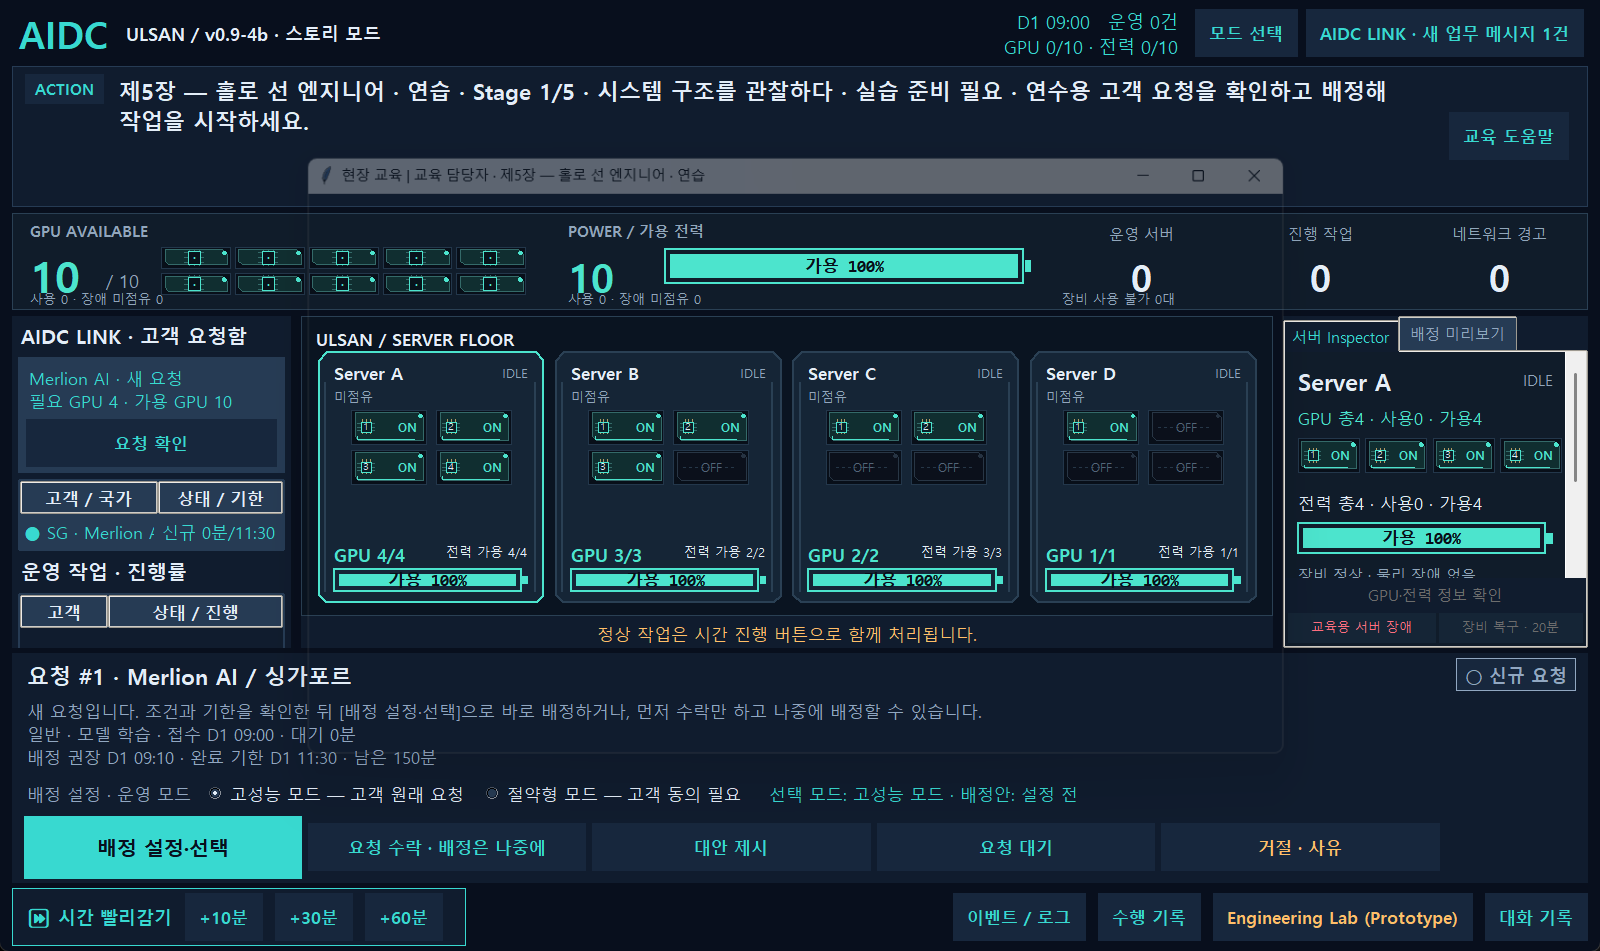 AIDC ULSAN / v0.9-4b · 스토리 모드
D1 09:00 운영 0건
GPU 0/10 · 전력 0/10
모드 선택
AIDC LINK · 새 업무 메시지 1건
ACTION
제5장 — 홀로 선 엔지니어 · 연습 · Stage 1/5 · 시스템 구조를 관찰하다 · 실습 준비 필요 · 연수용 고객 요청을 확인하고 배정해
작업을 시작하세요.
교육 도움말
현장 교육 | 교육 담당자 · 제5장 — 홀로 선 엔지니어 · 연습
GPU AVAILABLE
10 / 10
사용 0 · 장애 미점유 0
POWER / 가용 전력
10
가용 100%
사용 0 · 장애 미점유 0
운영 서버
0
장비 사용 불가 0대
진행 작업
0
네트워크 경고
0
AIDC LINK · 고객 요청함
Merlion AI · 새 요청
필요 GPU 4 · 가용 GPU 10
요청 확인
고객 / 국가 상태 / 기한
SG · Merlion 신규 0분/11:30
운영 작업 · 진행률
고객 상태 / 진행
ULSAN / SERVER FLOOR
Server A IDLE
미점유
1 ON 2 ON
3 ON 4 ON
GPU 4/4 전력 가용 4/4
가용 100%
Server B IDLE
미점유
1 ON 2 ON
3 ON ---OFF---
GPU 3/3 전력 가용 2/2
가용 100%
Server C IDLE
미점유
1 ON 2 ON
---OFF--- ---OFF---
GPU 2/2 전력 가용 3/3
가용 100%
Server D IDLE
미점유
1 ON ---OFF---
---OFF--- ---OFF---
GPU 1/1 전력 가용 1/1
가용 100%
정상 작업은 시간 진행 버튼으로 함께 처리됩니다.
서버 Inspector 배정 미리보기
Server A IDLE
GPU 총4 · 사용0 · 가용4
1 ON 2 ON 3 ON 4 ON
전력 총4 · 사용0 · 가용4
가용 100%
장비 정상 · 물리 장애 없음
GPU·전력 정보 확인
교육용 서버 장애 장비 복구 · 20분
요청 #1 · Merlion AI / 싱가포르
○ 신규 요청
새 요청입니다. 조건과 기한을 확인한 뒤 [배정 설정·선택]으로 바로 배정하거나, 먼저 수락만 하고 나중에 배정할 수 있습니다.
일반 · 모델 학습 · 접수 D1 09:00 · 대기 0분
배정 권장 D1 09:10 · 완료 기한 D1 11:30 · 남은 150분
배정 설정 · 운영 모드 고성능 모드 — 고객 원래 요청 절약형 모드 — 고객 동의 필요 선택 모드: 고성능 모드 · 배정안: 설정 전
배정 설정·선택 요청 수락 · 배정은 나중에 대안 제시 요청 대기 거절 · 사유
시간 빨리감기 +10분 +30분 +60분
이벤트 / 로그 수행 기록 Engineering Lab (Prototype) 대화 기록